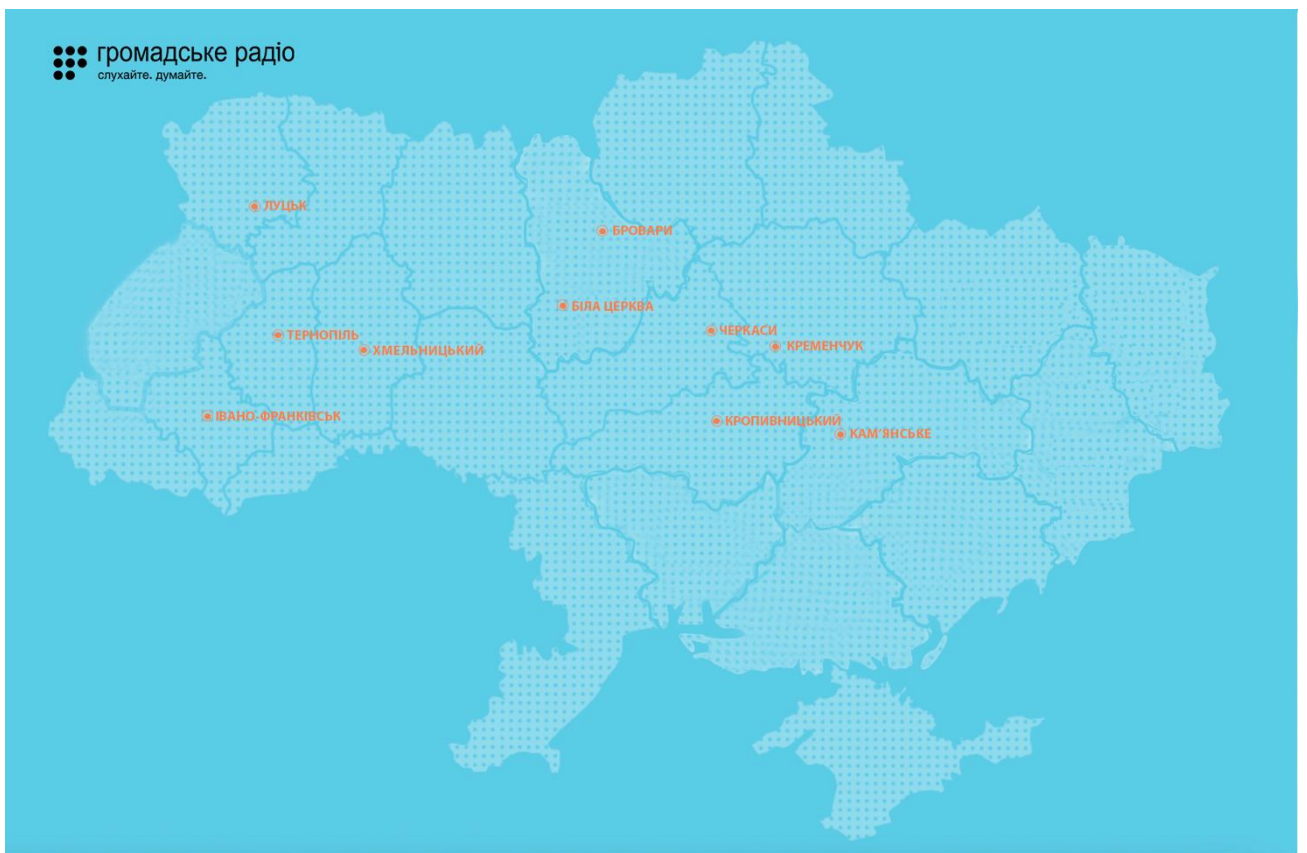 громадське радіо
слухайте. думайте.
ЛУЦЬК
БРОВАРИ
БІЛА ЦЕРКВА
ЧЕРКАСИ
ТЕРНОПІЛЬ
КРЕМЕНЧУК
ХМЕЛЬНИЦЬКИЙ
ІВАНО-ФРАНКІВСЬК
КРОПИВНИЦЬКИЙ
КАМ'ЯНСЬКЕ